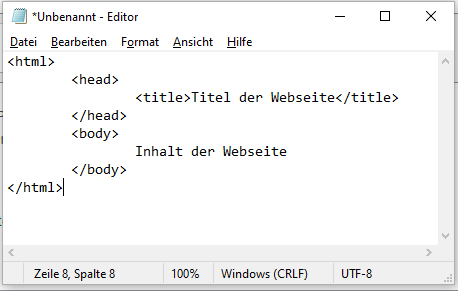 *Unbenannt - Editor
Datei Bearbeiten Format Ansicht Hilfe
<html>
<head>
<title>Titel der Webseite</title>
</head>
<body>
Inhalt der Webseite
</body>
</html>
Zeile 8, Spalte 8 100% Windows (CRLF) UTF-8